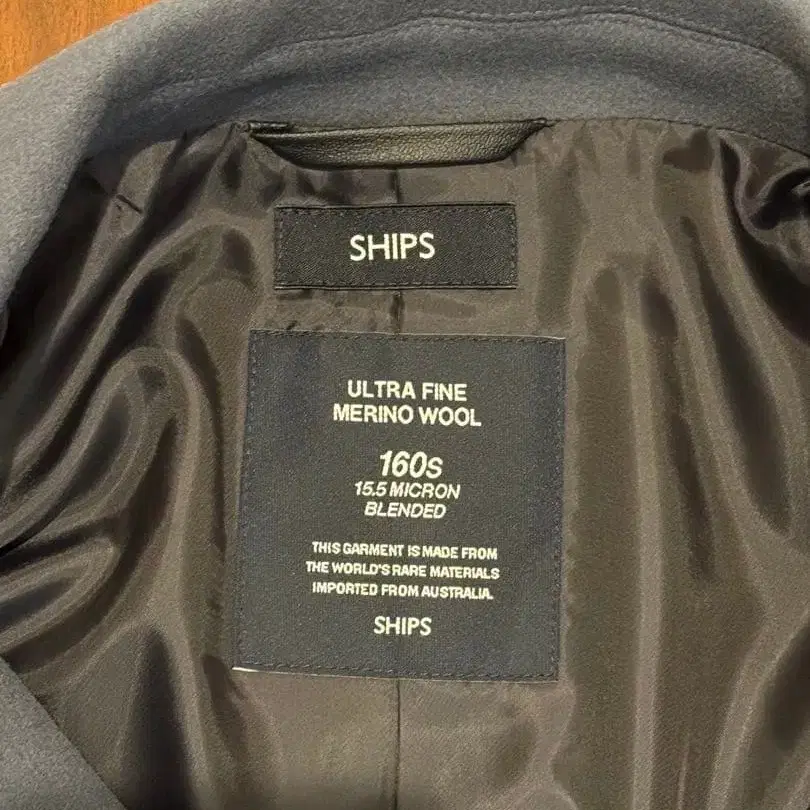 SHIPS
ULTRA FINE
MERINO WOOL
160s
15.5 MICRON
BLENDED
THIS GARMENT IS MADE FROM
THE WORLD'S RARE MATERIALS
IMPORTED FROM AUSTRALIA.
SHIPS